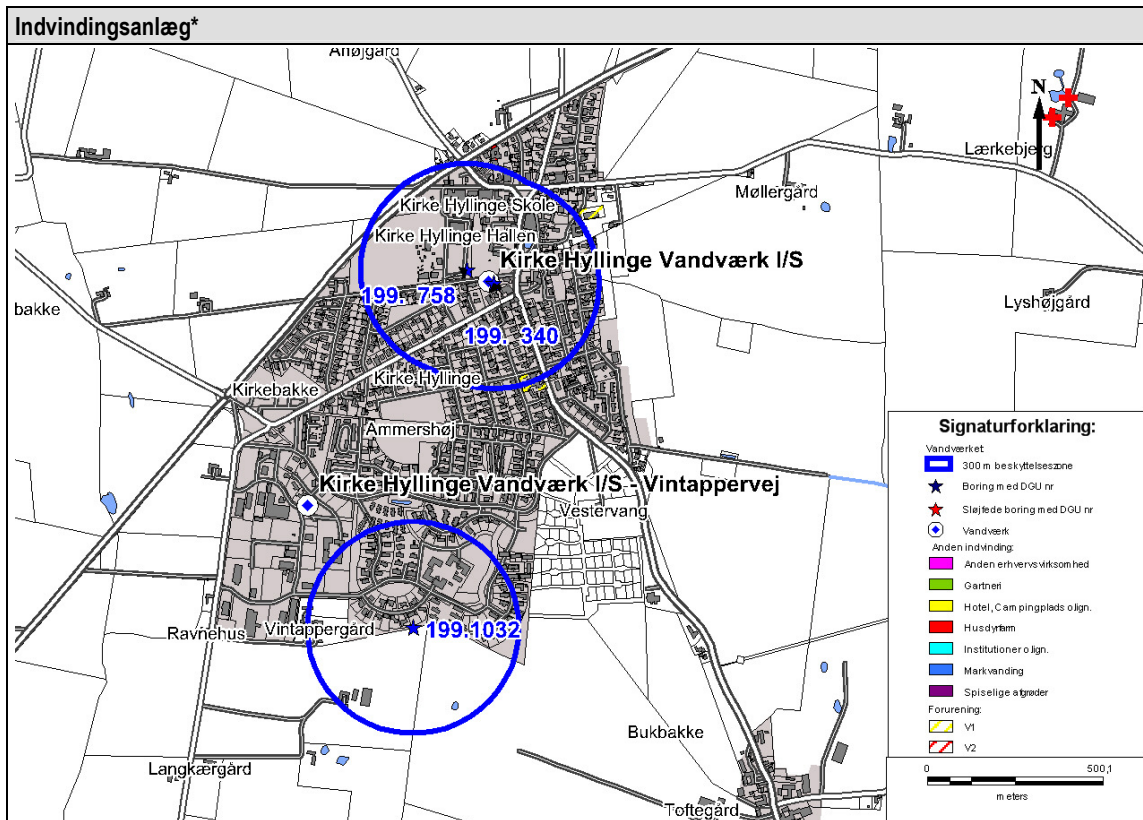 Indvindingsanlæg*
Anøjgård
N
Lærkebjerg
Møllergård
Kirke Hyllinge Skole
Kirke Hyllinge Hallen
Kirke Hyllinge Vandværk I/S
199. 758
Lyshøjgård
bakke
199. 340
Kirke Hyllinge
Kirkebakke
Ammershøj
Kirke Hyllinge Vandværk I/S - Vintappervej
Vestervang
Ravnehus
Vintappergård
199.1032
Bukbakke
Langkærgård
Toftegård
Signaturforklaring:
Vandværket
300 m beskyttelseszone
Boring med DGU nr
Sløjfede boring med DGU nr
Vandværk
Anden indvinding:
Anden erhvervsvirksomhed
Gartneri
Hotel, Campingplads olign.
Husdyrfarm
Institutioner olign.
Markvanding
Spiselige afgrøder
Forurening:
V1
V2
0 500,1
meters